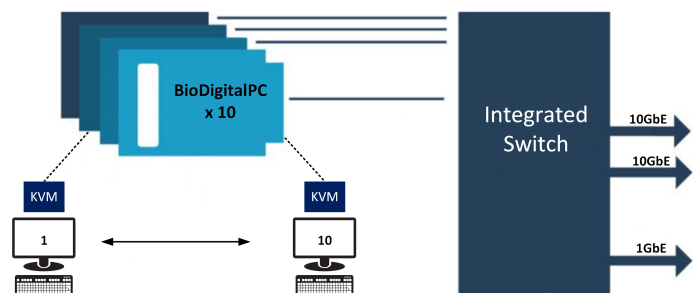 BioDigitalPC
x 10
Integrated
Switch
10GbE
10GbE
1GbE
KVM
KVM
1
10